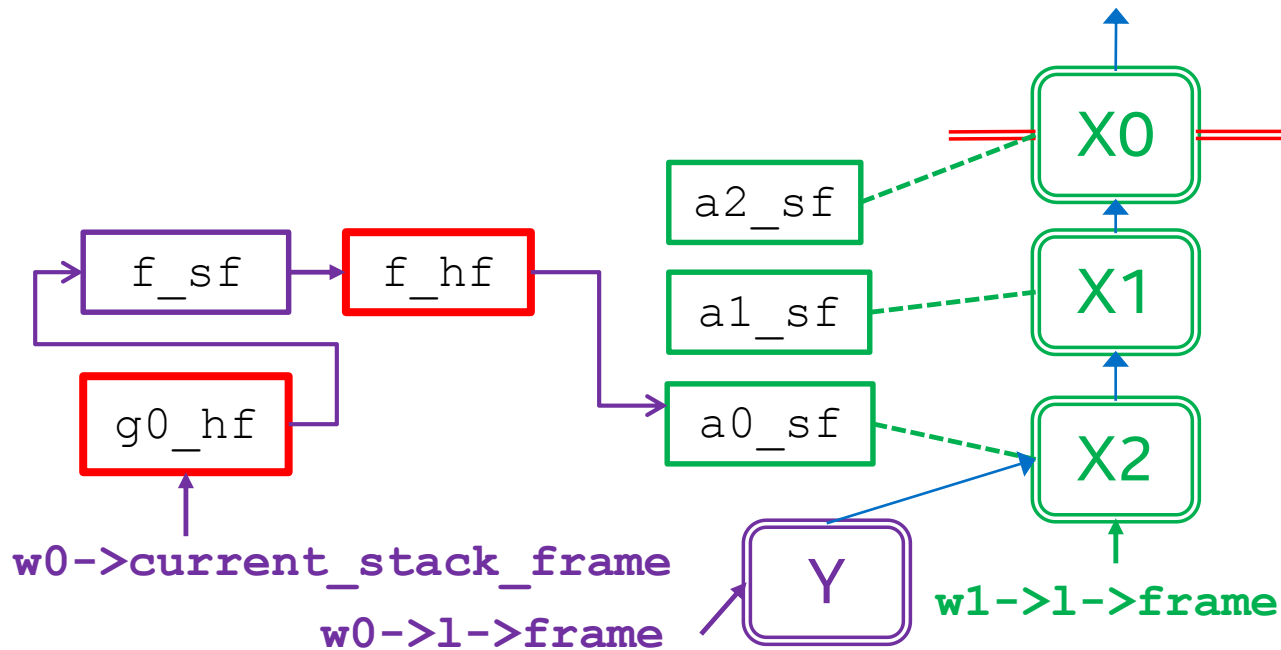 X0
a2_sf
f_sf
f_hf
a1_sf
X1
g0_hf
a0_sf
X2
w0->current_stack_frame
w0->l->frame
Y
w1->l->frame